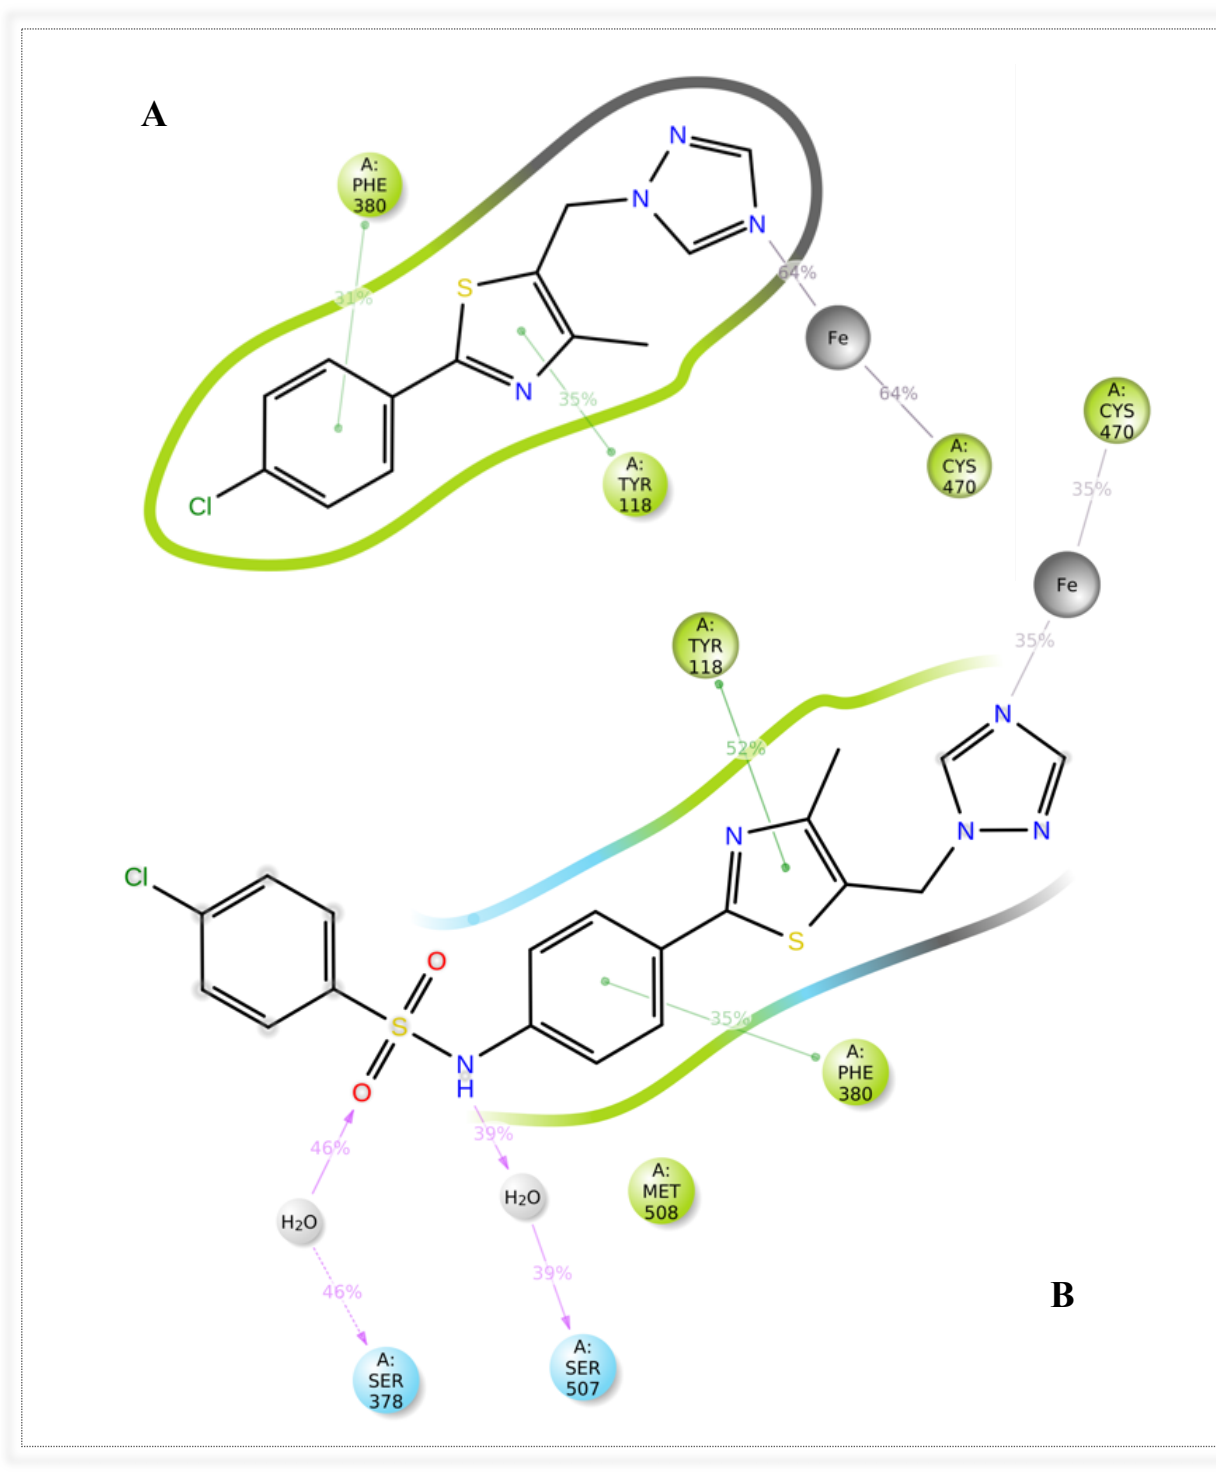 A
A:
PHE
380
N
N
N
64%
31%
S
Fe
N
35%
64%
A:
CYS
470
A:
CYS
470
A:
TYR
118
Cl
35%
Fe
A:
TYR
118
35%
N
52%
N
N
N
Cl
S
O
35%
S
N
H
O
A:
PHE
380
46%
39%
H2O
H2O
A:
MET
508
46%
39%
B
A:
SER
378
A:
SER
507